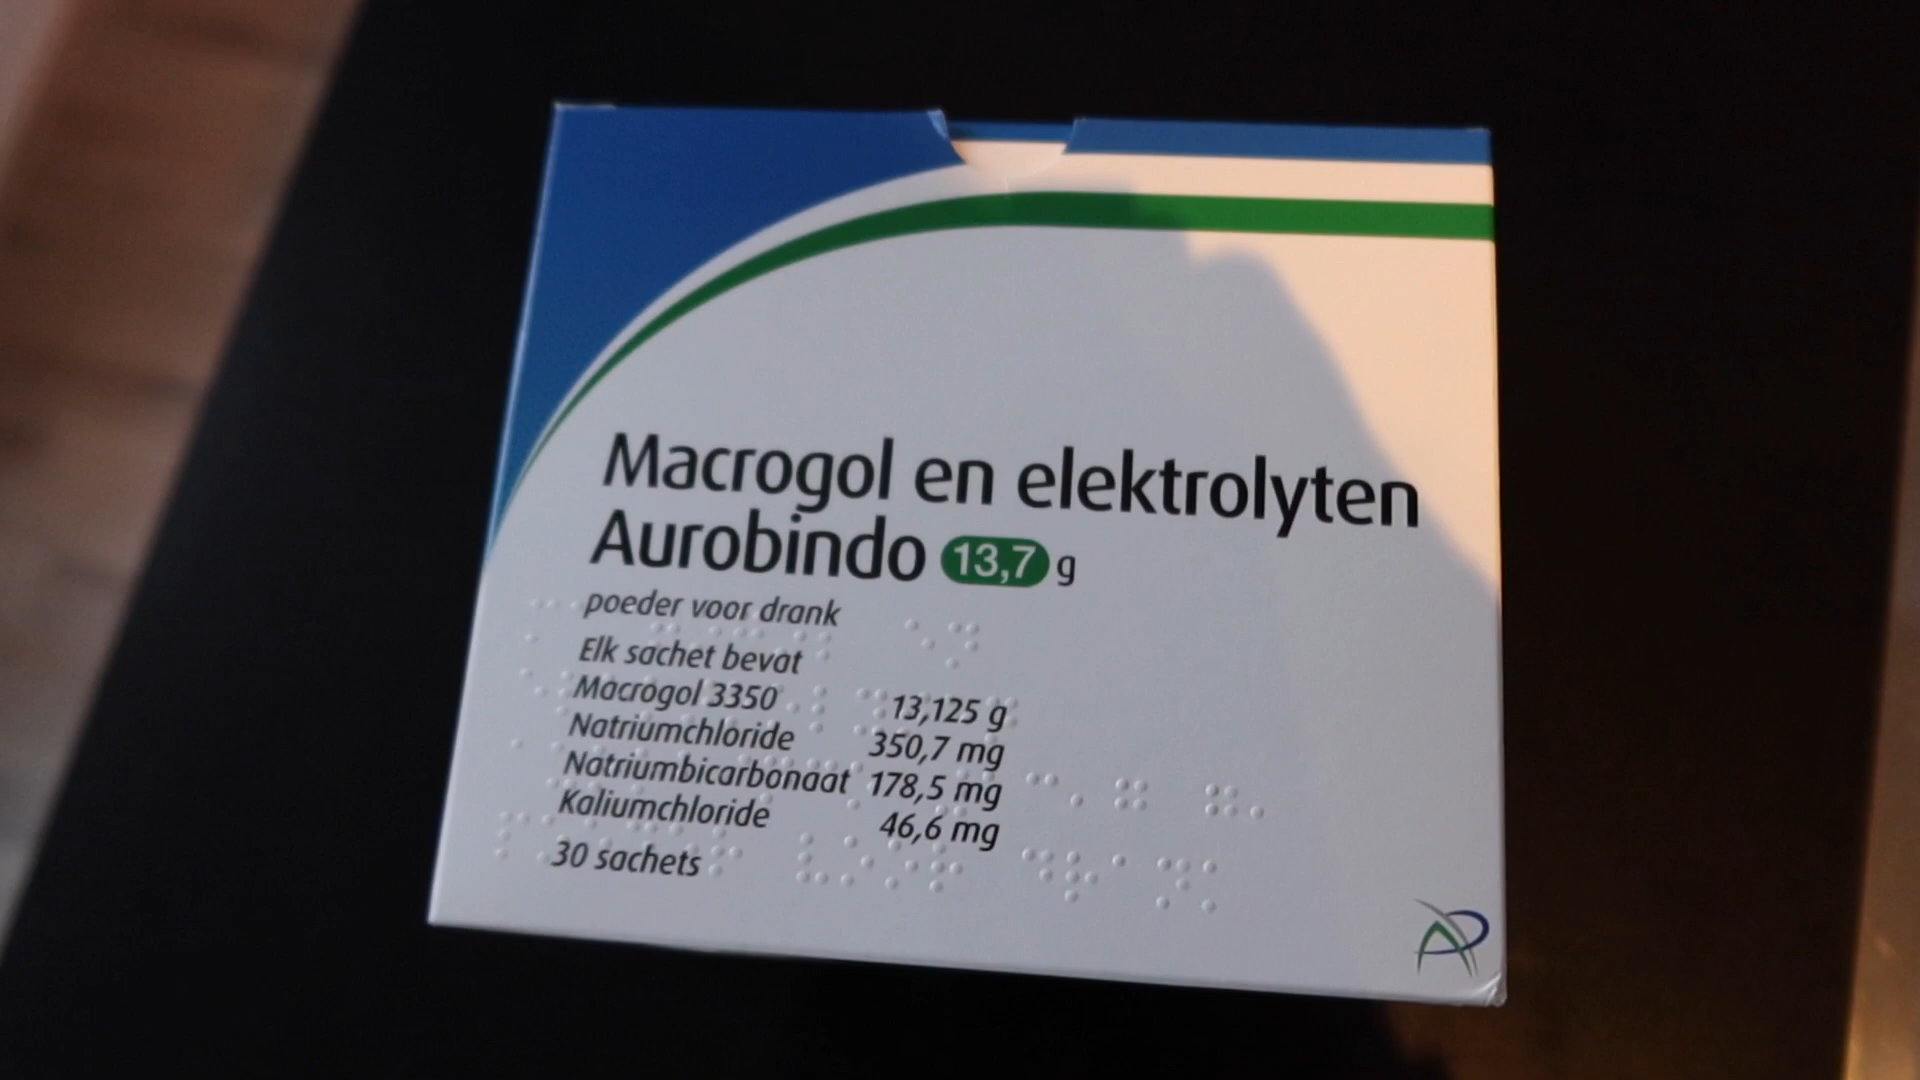 Macrogol en elektrolyten
Aurobindo 13,7 g
poeder voor drank
Elk sachet bevat
Macrogol 3350 13,125 g
Natriumchloride 350,7 mg
Natriumbicarbonaat 178,5 mg
Kaliumchloride 46,6 mg
30 sachets